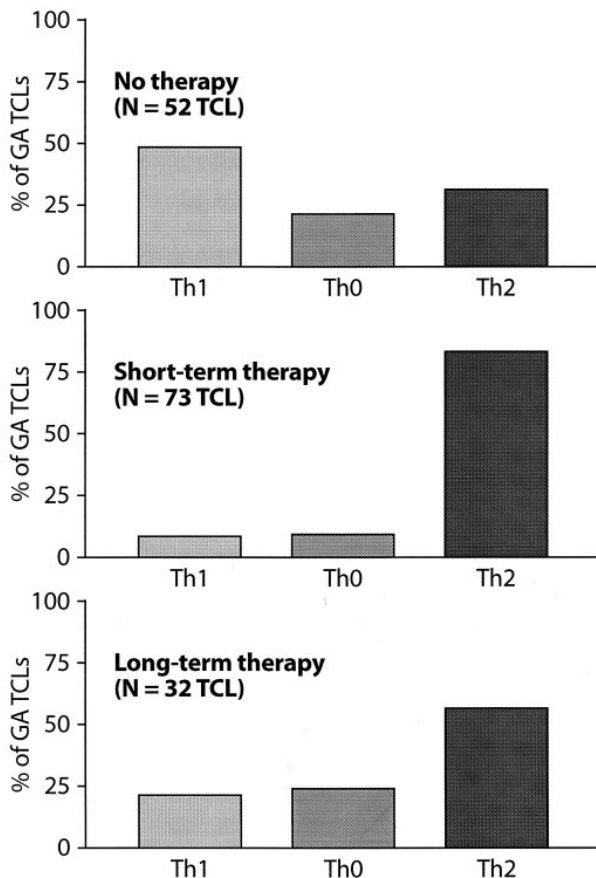 % of GA TCLs
100
75
50
25
0
No therapy
(N = 52 TCL)
Th1 Th0 Th2
% of GA TCLs
100
75
50
25
0
Short-term therapy
(N = 73 TCL)
Th1 Th0 Th2
% of GA TCLs
100
75
50
25
0
Long-term therapy
(N = 32 TCL)
Th1 Th0 Th2